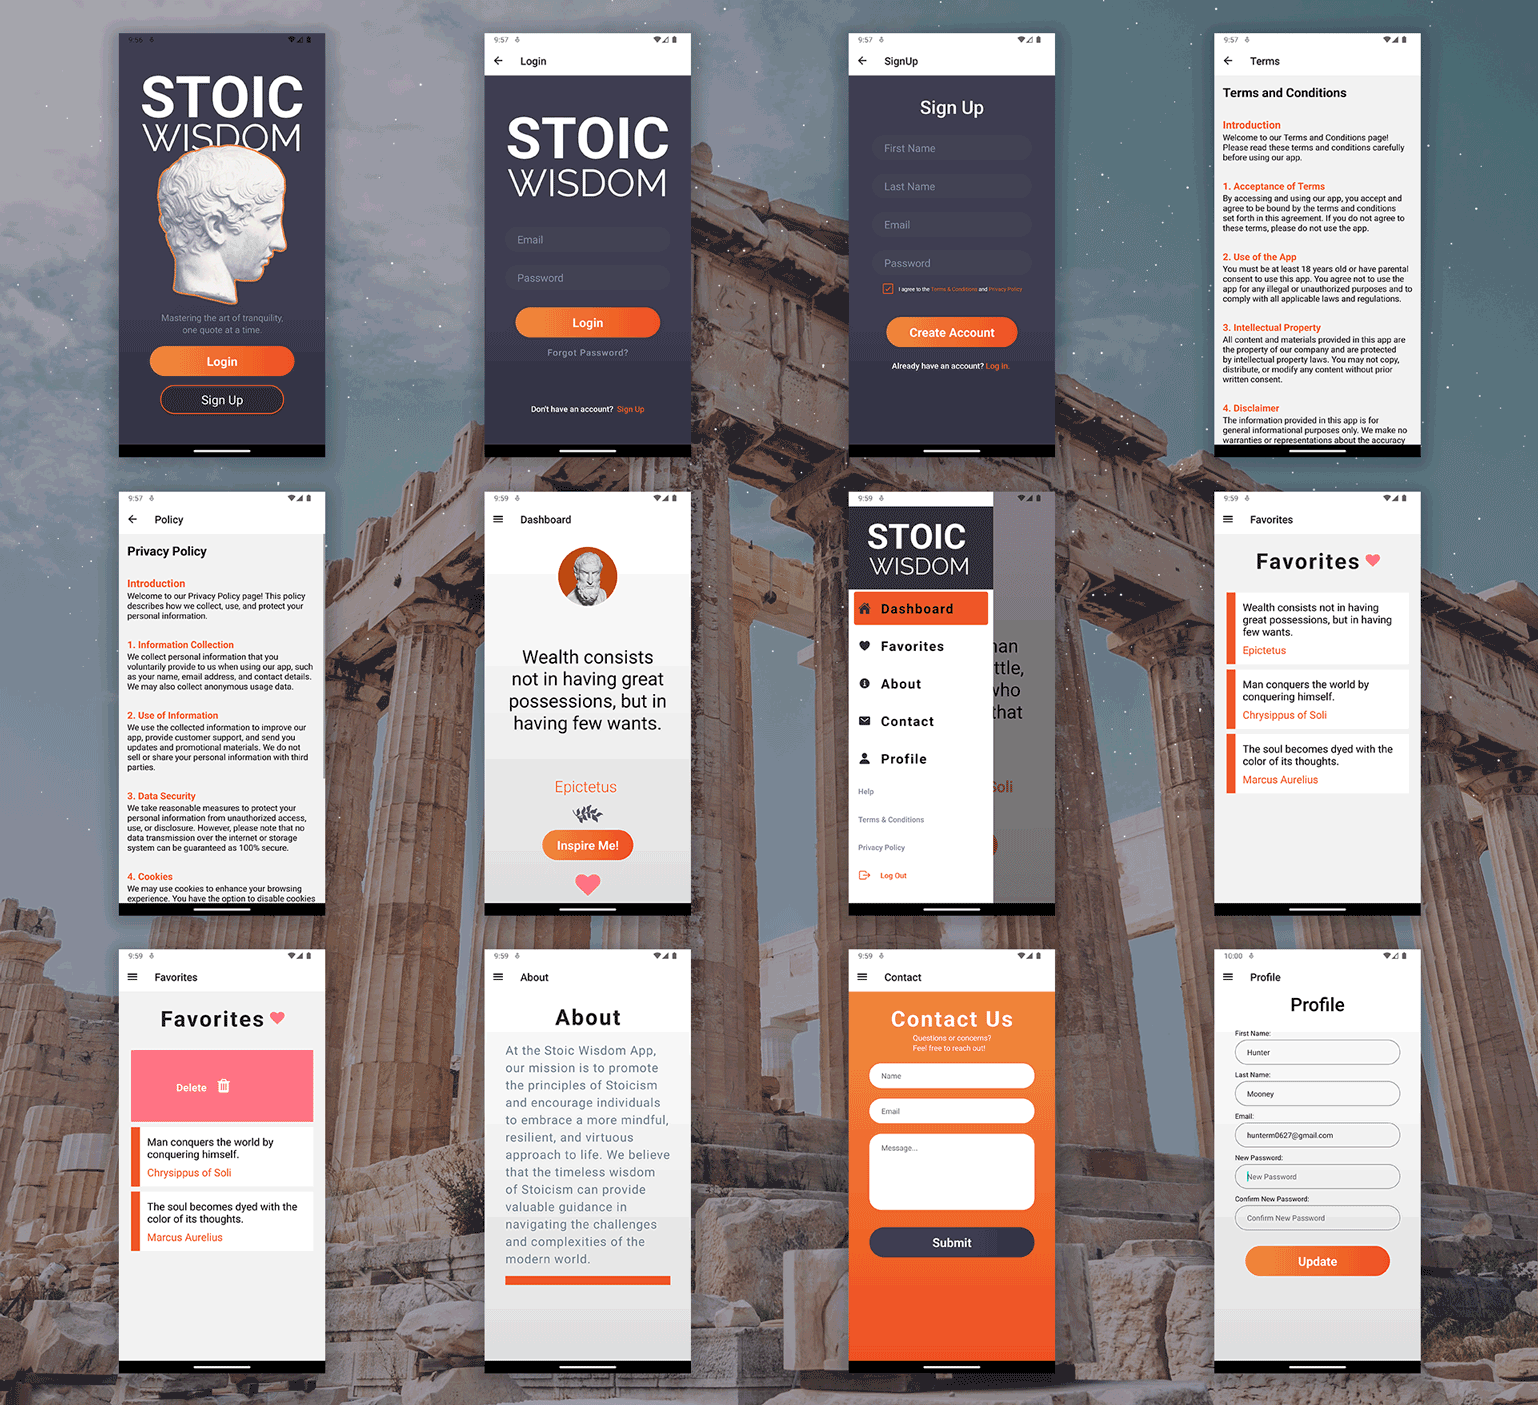 9:56
STOIC
WISDOM
Mastering the art of tranquility,
one quote at a time.
Login
Sign Up
9:57
Login
STOIC
WISDOM
Email
Password
Login
Forgot Password?
Don't have an account? Sign Up
9:57
SignUp
Sign Up
First Name
Last Name
Email
Password
I agree to the Terms & Conditions and Privacy Policy
Create Account
Already have an account? Log in.
9:57
Terms
Terms and Conditions
Introduction
Welcome to our Terms and Conditions page!
Please read these terms and conditions carefully
before using our app.
1. Acceptance of Terms
By accessing and using our app, you accept and
agree to be bound by the terms and conditions
set forth in this agreement. If you do not agree to
these terms, please do not use the app.
2. Use of the App
You must be at least 18 years old or have parental
consent to use this app. You agree not to use the
app for any illegal or unauthorized purposes and to
comply with all applicable laws and regulations.
3. Intellectual Property
All content and materials provided in this app are
the property of our company and are protected
by intellectual property laws. You may not copy,
distribute, or modify any content without prior
written consent.
4. Disclaimer
The information provided in this app is for
general informational purposes only. We make no
warranties or representations about the accuracy
9:57
Policy
Privacy Policy
Introduction
Welcome to our Privacy Policy page! This policy
describes how we collect, use, and protect your
personal information.
1. Information Collection
We collect personal information that you
voluntarily provide to us when using our app, such
as your name, email address, and contact details.
We may also collect anonymous usage data.
2. Use of Information
We use the collected information to improve our
app, provide customer support, and send you
updates and promotional materials. We do not
sell or share your personal information with third
parties.
3. Data Security
We take reasonable measures to protect your
personal information from unauthorized access,
use, or disclosure. However, please note that no
data transmission over the internet or storage
system can be guaranteed as 100% secure.
4. Cookies
We may use cookies to enhance your browsing
experience. You have the option to disable cookies
9:59
Dashboard
Wealth consists
not in having great
possessions, but in
having few wants.
Epictetus
Inspire Me!
9:59
STOIC
WISDOM
Dashboard
Favorites
About
Contact
Profile
Help
Terms & Conditions
Privacy Policy
Log Out
nan
ttle,
who
that
Soli
9:59
Favorites
Favorites
Wealth consists not in having
great possessions, but in having
few wants.
Epictetus
Man conquers the world by
conquering himself.
Chrysippus of Soli
The soul becomes dyed with the
color of its thoughts.
Marcus Aurelius
9:59
Favorites
Favorites
Delete
Man conquers the world by
conquering himself.
Chrysippus of Soli
The soul becomes dyed with the
color of its thoughts.
Marcus Aurelius
9:59
About
About
At the Stoic Wisdom App,
our mission is to promote
the principles of Stoicism
and encourage individuals
to embrace a more mindful,
resilient, and virtuous
approach to life. We believe
that the timeless wisdom
of Stoicism can provide
valuable guidance in
navigating the challenges
and complexities of the
modern world.
9:59
Contact
Contact Us
Questions or concerns?
Feel free to reach out!
Name
Email
Message...
Submit
10:00
Profile
Profile
First Name:
Hunter
Last Name:
Mooney
Email:
hunterm0627@gmail.com
New Password:
New Password
Confirm New Password:
Confirm New Password
Update